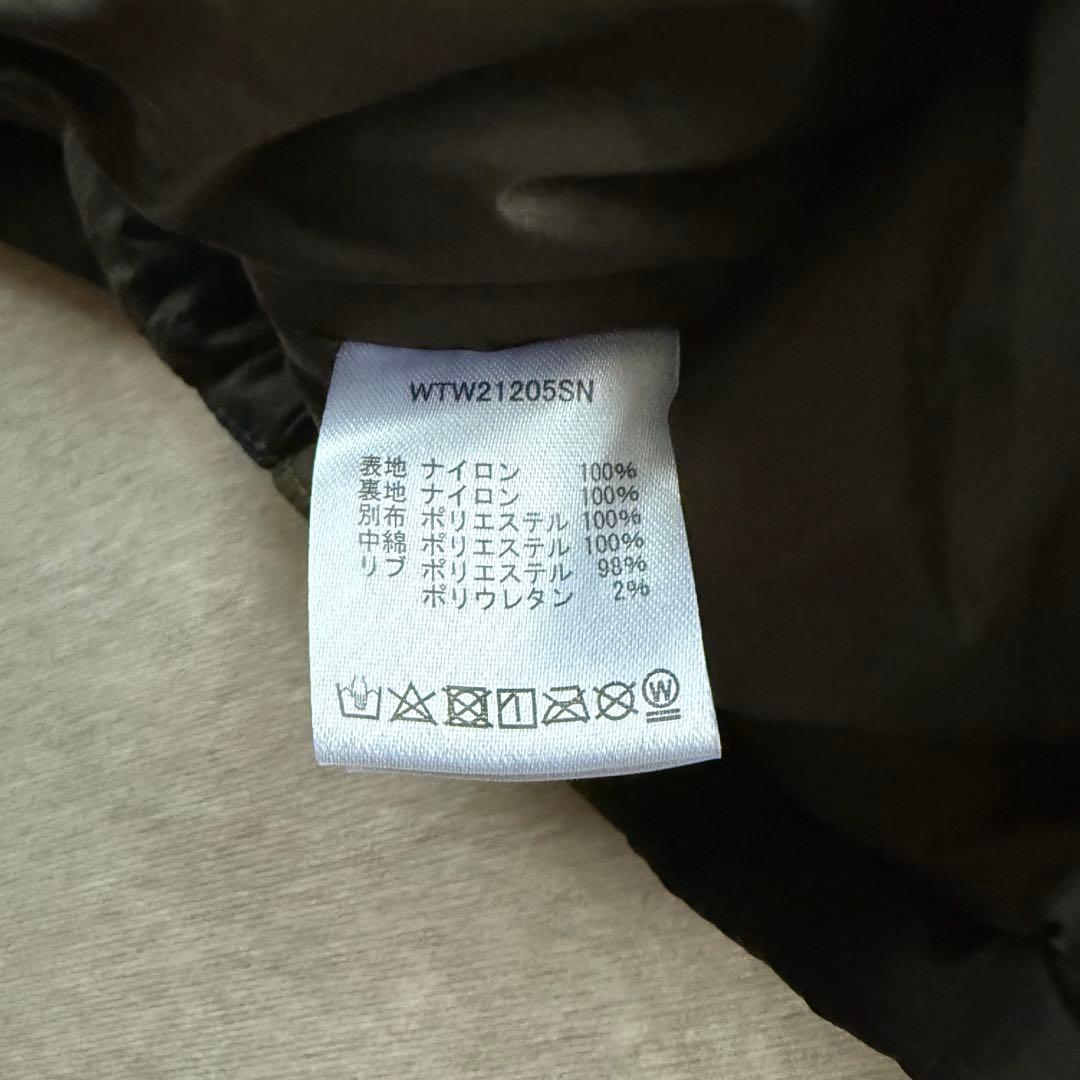 WTW21205SN
表地 ナイロン 100%
裏地 ナイロン 100%
別布 ポリエステル 100%
中綿 ポリエステル 100%
リブ ポリエステル 98%
ポリウレタン 2%
W